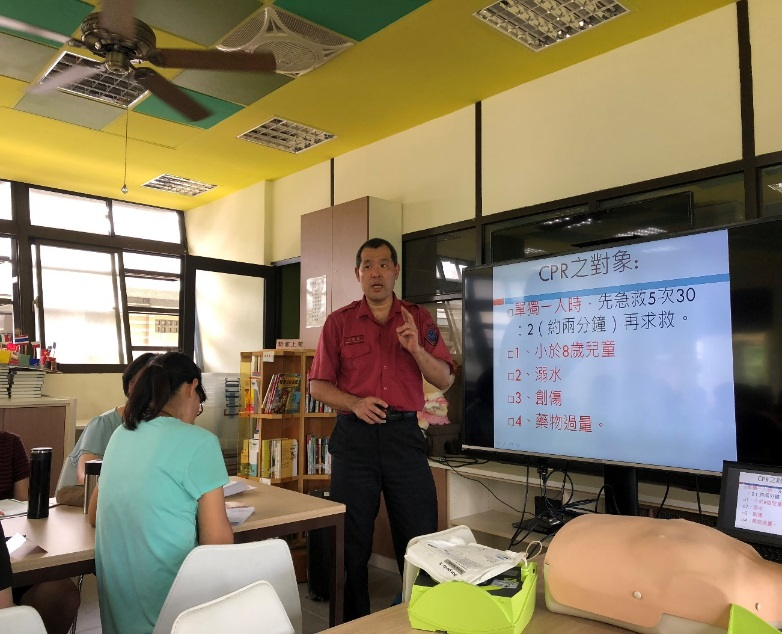 CPR之對象:
單獨一人時，先急救5次30
：2（約兩分鐘）再求救。
1、小於8歲兒童
2、溺水
3、創傷
4、藥物過量。